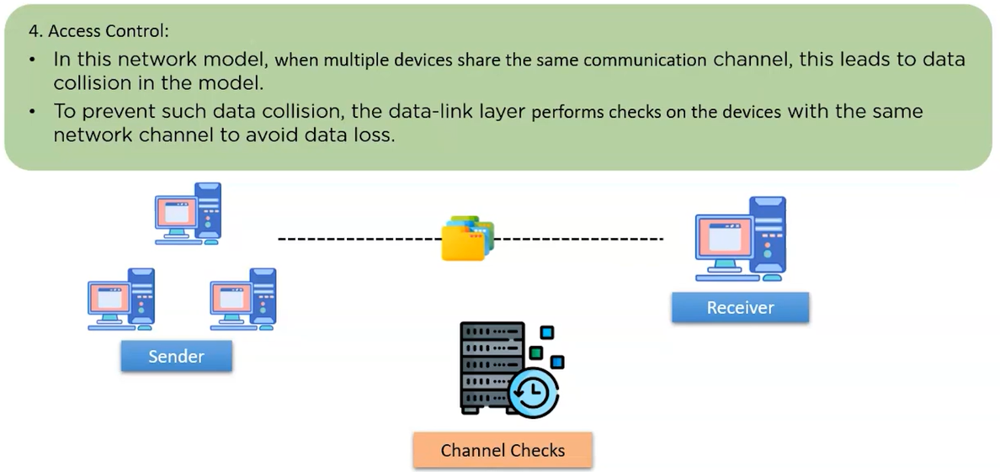 4. Access Control:
• In this network model, when multiple devices share the same communication channel, this leads to data
collision in the model.
• To prevent such data collision, the data-link layer performs checks on the devices with the same
network channel to avoid data loss.
Sender
Receiver
Channel Checks